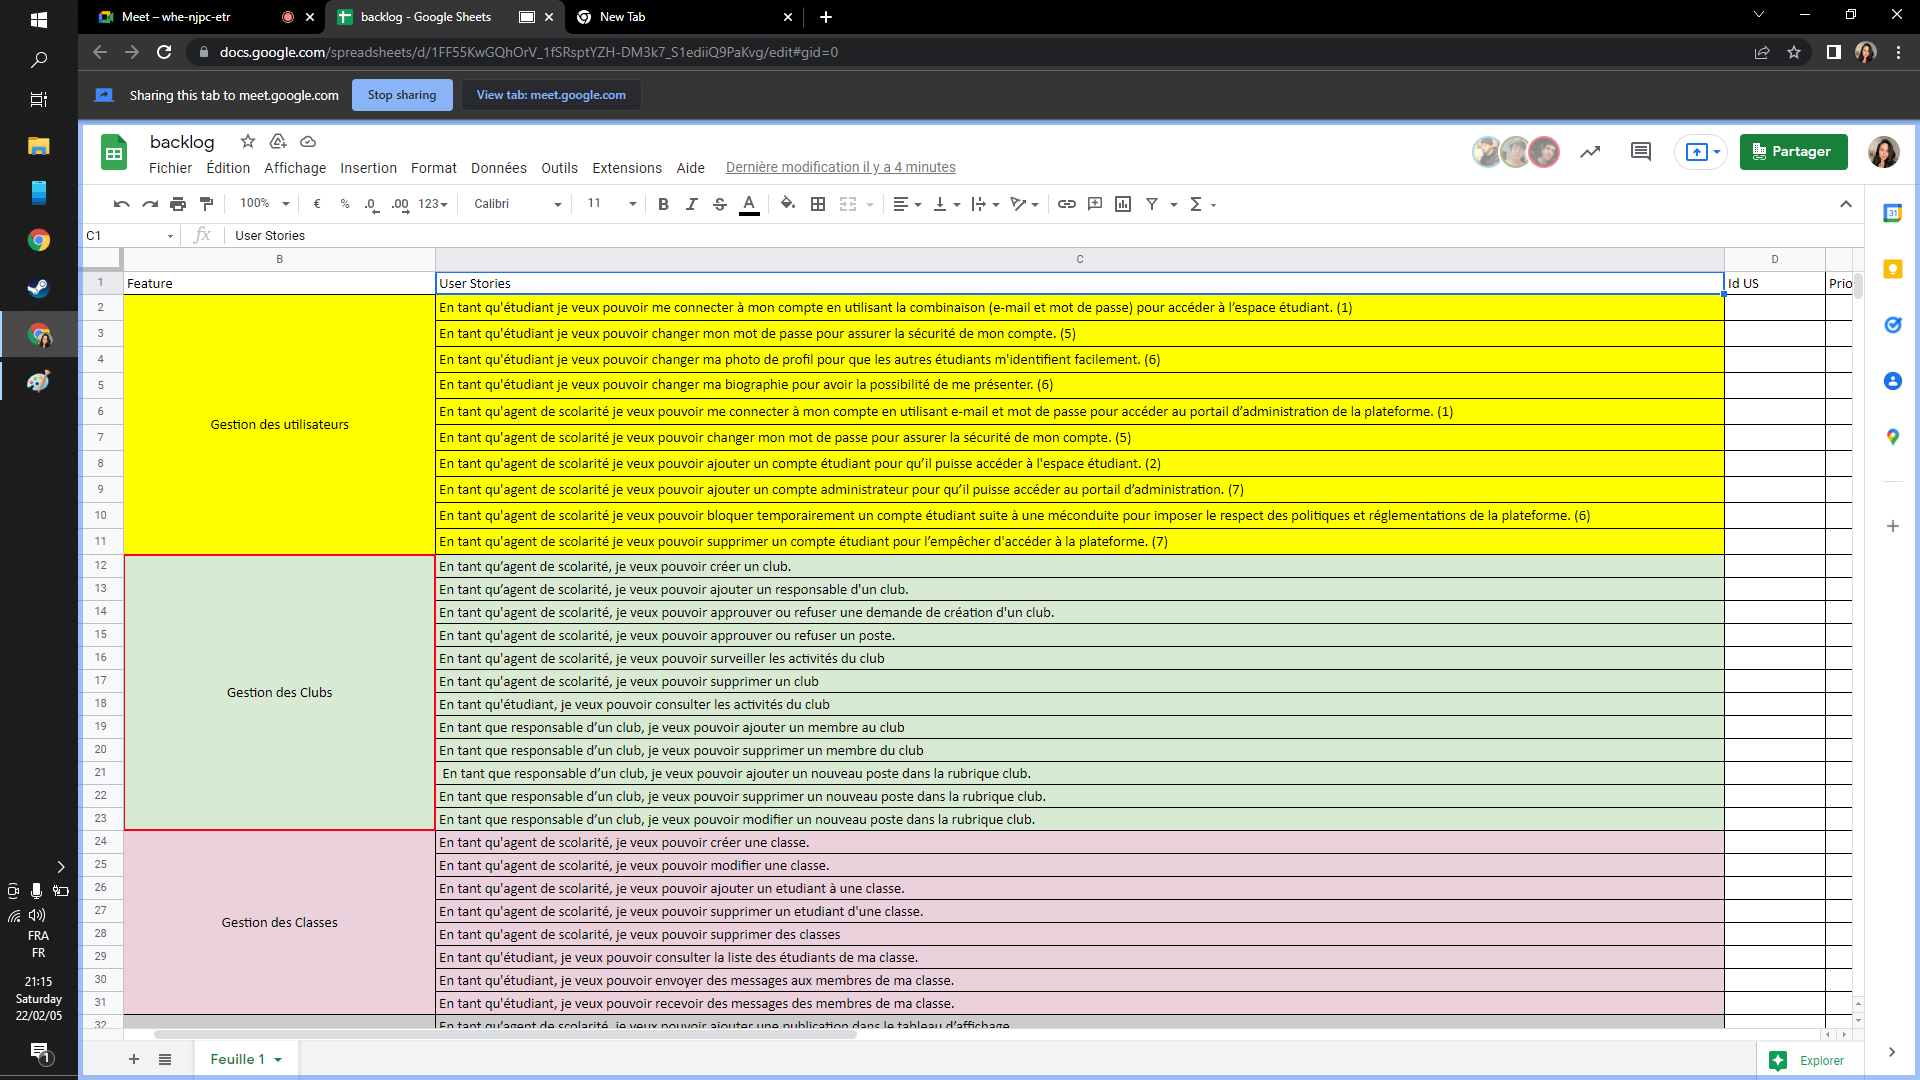 Meet – whe-njpc-etr
backlog - Google Sheets
New Tab
docs.google.com/spreadsheets/d/1FF55KwGQhOrV_1fSRsptYZH-DM3k7_S1ediiQ9PaKvg/edit#gid=0
Sharing this tab to meet.google.com
Stop sharing
View tab: meet.google.com
backlog
Fichier Édition Affichage Insertion Format Données Outils Extensions Aide
Dernière modification il y a 4 minutes
Partager
100% € % .0 .00 123 Calibri 11 B I S A
C1 fx User Stories
B C D
1 Feature User Stories Id US Prio
2 En tant qu'étudiant je veux pouvoir me connecter à mon compte en utilisant la combinaison (e-mail et mot de passe) pour accéder à l’espace étudiant. (1)
3 En tant qu'étudiant je veux pouvoir changer mon mot de passe pour assurer la sécurité de mon compte. (5)
4 En tant qu'étudiant je veux pouvoir changer ma photo de profil pour que les autres étudiants m'identifient facilement. (6)
5 En tant qu'étudiant je veux pouvoir changer ma biographie pour avoir la possibilité de me présenter. (6)
6 En tant qu'agent de scolarité je veux pouvoir me connecter à mon compte en utilisant e-mail et mot de passe pour accéder au portail d’administration de la plateforme. (1)
Gestion des utilisateurs
7 En tant qu'agent de scolarité je veux pouvoir changer mon mot de passe pour assurer la sécurité de mon compte. (5)
8 En tant qu'agent de scolarité je veux pouvoir ajouter un compte étudiant pour qu’il puisse accéder à l'espace étudiant. (2)
9 En tant qu'agent de scolarité je veux pouvoir ajouter un compte administrateur pour qu’il puisse accéder au portail d’administration. (7)
10 En tant qu'agent de scolarité je veux pouvoir bloquer temporairement un compte étudiant suite à une méconduite pour imposer le respect des politiques et réglementations de la plateforme. (6)
11 En tant qu'agent de scolarité je veux pouvoir supprimer un compte étudiant pour l’empêcher d'accéder à la plateforme. (7)
12 En tant qu’agent de scolarité, je veux pouvoir créer un club.
13 En tant qu’agent de scolarité, je veux pouvoir ajouter un responsable d'un club.
14 En tant qu'agent de scolarité, je veux pouvoir approuver ou refuser une demande de création d'un club.
15 En tant qu'agent de scolarité, je veux pouvoir approuver ou refuser un poste.
16 En tant qu'agent de scolarité, je veux pouvoir surveiller les activités du club
17 En tant qu'agent de scolarité, je veux pouvoir supprimer un club
Gestion des Clubs
18 En tant qu'étudiant, je veux pouvoir consulter les activités du club
19 En tant que responsable d’un club, je veux pouvoir ajouter un membre au club
20 En tant que responsable d’un club, je veux pouvoir supprimer un membre du club
21 En tant que responsable d’un club, je veux pouvoir ajouter un nouveau poste dans la rubrique club.
22 En tant que responsable d’un club, je veux pouvoir supprimer un nouveau poste dans la rubrique club.
23 En tant que responsable d’un club, je veux pouvoir modifier un nouveau poste dans la rubrique club.
24 En tant qu'agent de scolarité, je veux pouvoir créer une classe.
25 En tant qu'agent de scolarité, je veux pouvoir modifier une classe.
26 En tant qu'agent de scolarité, je veux pouvoir ajouter un etudiant à une classe.
27 En tant qu'agent de scolarité, je veux pouvoir supprimer un etudiant d'une classe.
Gestion des Classes
28 En tant qu'agent de scolarité, je veux pouvoir supprimer des classes
29 En tant qu'étudiant, je veux pouvoir consulter la liste des étudiants de ma classe.
30 En tant qu'étudiant, je veux pouvoir envoyer des messages aux membres de ma classe.
31 En tant qu'étudiant, je veux pouvoir recevoir des messages des membres de ma classe.
32 En tant qu’agent de scolarité, je veux pouvoir ajouter une publication dans le tableau d’affichage
Feuille 1
Explorer
31
FRA
FR
21:15
Saturday
22/02/05
1